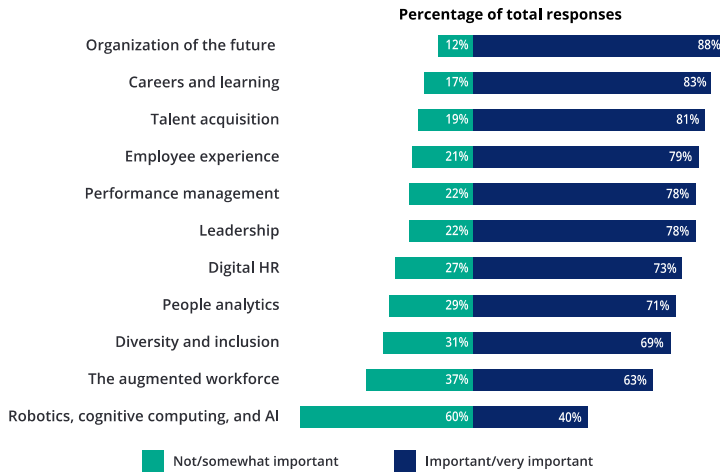 Percentage of total responses
Organization of the future 12% 88%
Careers and learning 17% 83%
Talent acquisition 19% 81%
Employee experience 21% 79%
Performance management 22% 78%
Leadership 22% 78%
Digital HR 27% 73%
People analytics 29% 71%
Diversity and inclusion 31% 69%
The augmented workforce 37% 63%
Robotics, cognitive computing, and AI 60% 40%
Not/somewhat important Important/very important